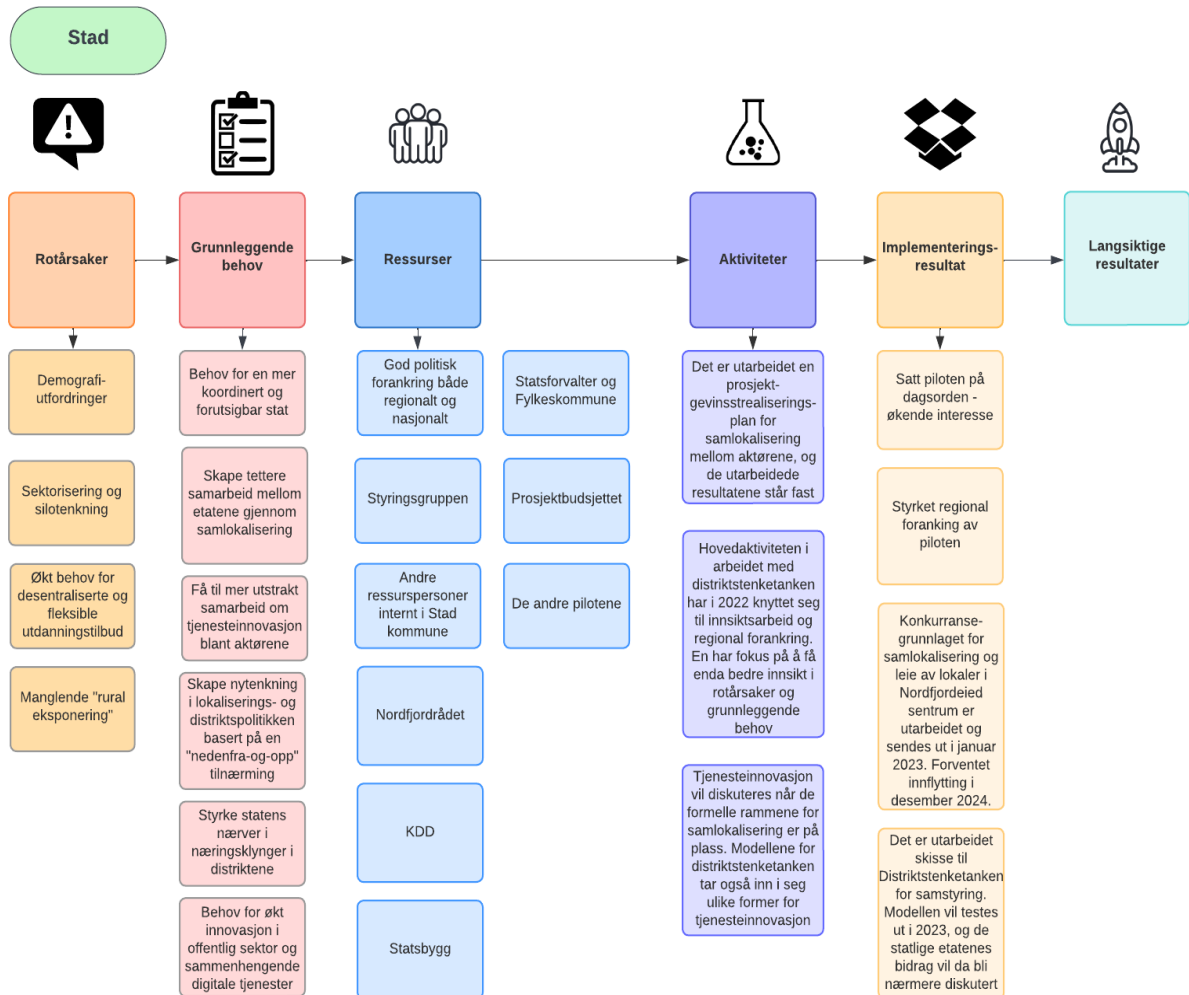 Stad
Rotårsaker
Grunnleggende
behov
Ressurser
Aktiviteter
Implementerings-
resultat
Langsiktige
resultater
Demografi-
utfordringer
Sektorisering og
silotenkning
Økt behov for
desentraliserte og
fleksible
utdanningstilbud
Manglende "rural
eksponering"
Behov for en mer
koordinert og
forutsigbar stat
Skape tettere
samarbeid mellom
etatene gjennom
samlokalisering
Få til mer utstrakt
samarbeid om
tjenesteinnovasjon
blant aktørene
Skape nytenkning
i lokaliserings- og
distriktspolitikken
basert på en
"nedenfra-og-opp"
tilnærming
Styrke statens
nærver i
næringsklynger i
distriktene
Behov for økt
innovasjon i
offentlig sektor og
sammenhengende
digitale tjenester
God politisk
forankring både
regionalt og
nasjonalt
Styringsgruppen
Andre
ressurspersoner
internt i Stad
kommune
Nordfjordrådet
KDD
Statsbygg
Statsforvalter og
Fylkeskommune
Prosjektbudsjettet
De andre pilotene
Det er utarbeidet en
prosjekt-
gevinsstrealiserings-
plan for
samlokalisering
mellom aktørene, og
de utarbeidede
resultatene står fast
Hovedaktiviteten i
arbeidet med
distriktstenketanken
har i 2022 knyttet seg
til innsiktsarbeid og
regional forankring.
En har fokus på å få
enda bedre innsikt i
rotårsaker og
grunnleggende
behov
Tjenesteinnovasjon
vil diskuteres når de
formelle rammene for
samlokalisering er på
plass. Modellene for
distriktstenketanken
tar også inn i seg
ulike former for
tjenesteinnovasjon
Satt piloten på
dagsorden -
økende interesse
Styrket regional
foranking av
piloten
Konkurranse-
grunnlaget for
samlokalisering og
leie av lokaler i
Nordfjordeied
sentrum er
utarbeidet og
sendes ut i januar
2023. Forventet
innflytting i
desember 2024.
Det er utarbeidet
skisse til
Distriktstenketanken
for samstyring.
Modellen vil testes
ut i 2023, og de
statlige etatenes
bidrag vil da bli
nærmere diskutert